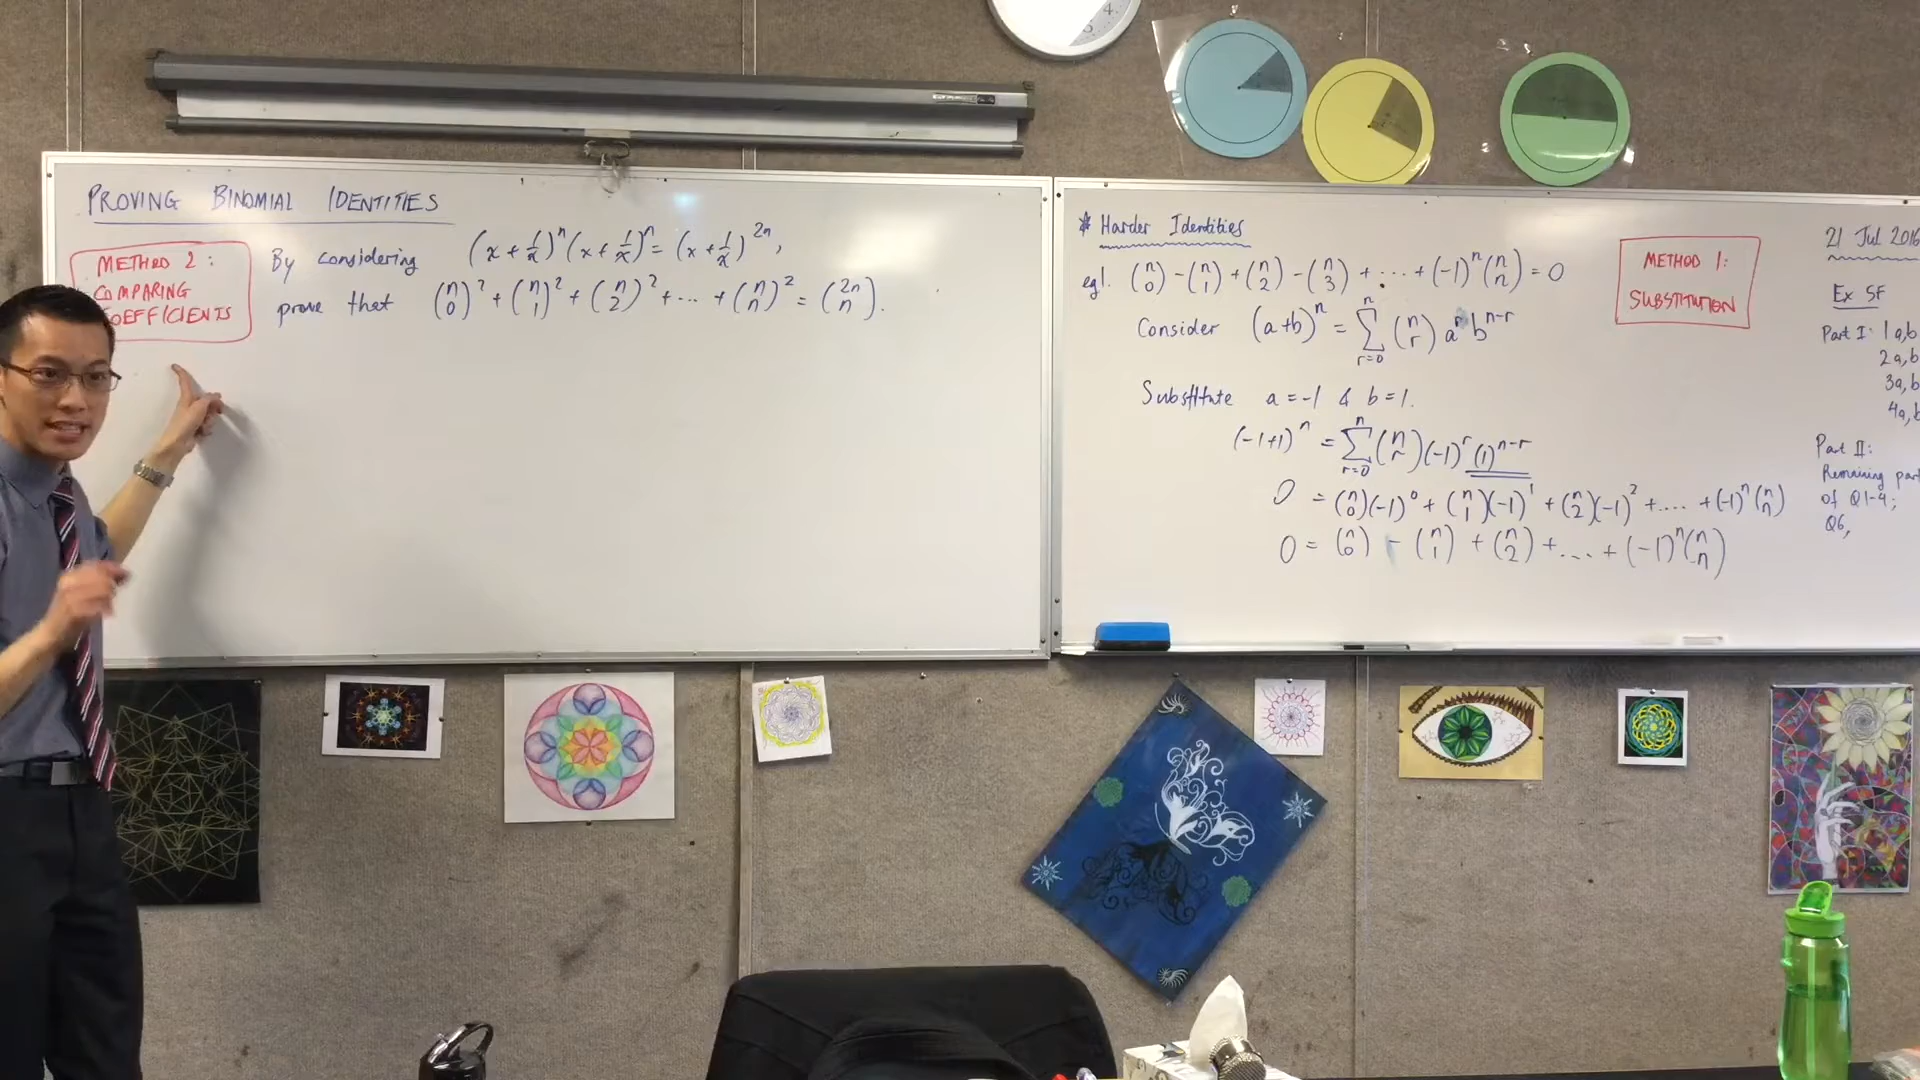 PROVING BINOMIAL IDENTITIES
METHOD 2:
COMPARING
COEFFICIENTS
By considering (x + 1/x)^n (x + 1/x)^n = (x + 1/x)^2n,
prove that (n 0)^2 + (n 1)^2 + (n 2)^2 + ... + (n n)^2 = (2n n).
* Harder Identities
eg1. (n 0) - (n 1) + (n 2) - (n 3) + ... + (-1)^n (n n) = 0
Consider (a+b)^n = Σ_{r=0}^{n} (n r) a^r b^{n-r}
Substitute a = -1 & b = 1.
(-1+1)^n = Σ_{r=0}^{n} (n r) (-1)^r (1)^{n-r}
0 = (n 0)(-1)^0 + (n 1)(-1)^1 + (n 2)(-1)^2 + .... + (-1)^n (n n)
0 = (n 0) - (n 1) + (n 2) + .... + (-1)^n (n n)
METHOD 1:
SUBSTITUTION
21 Jul 2016
Ex 5F
Part I: 1a,b
2a,b
3a,b
4a,b
Part II:
Remaining part
of Q1-4;
Q6,